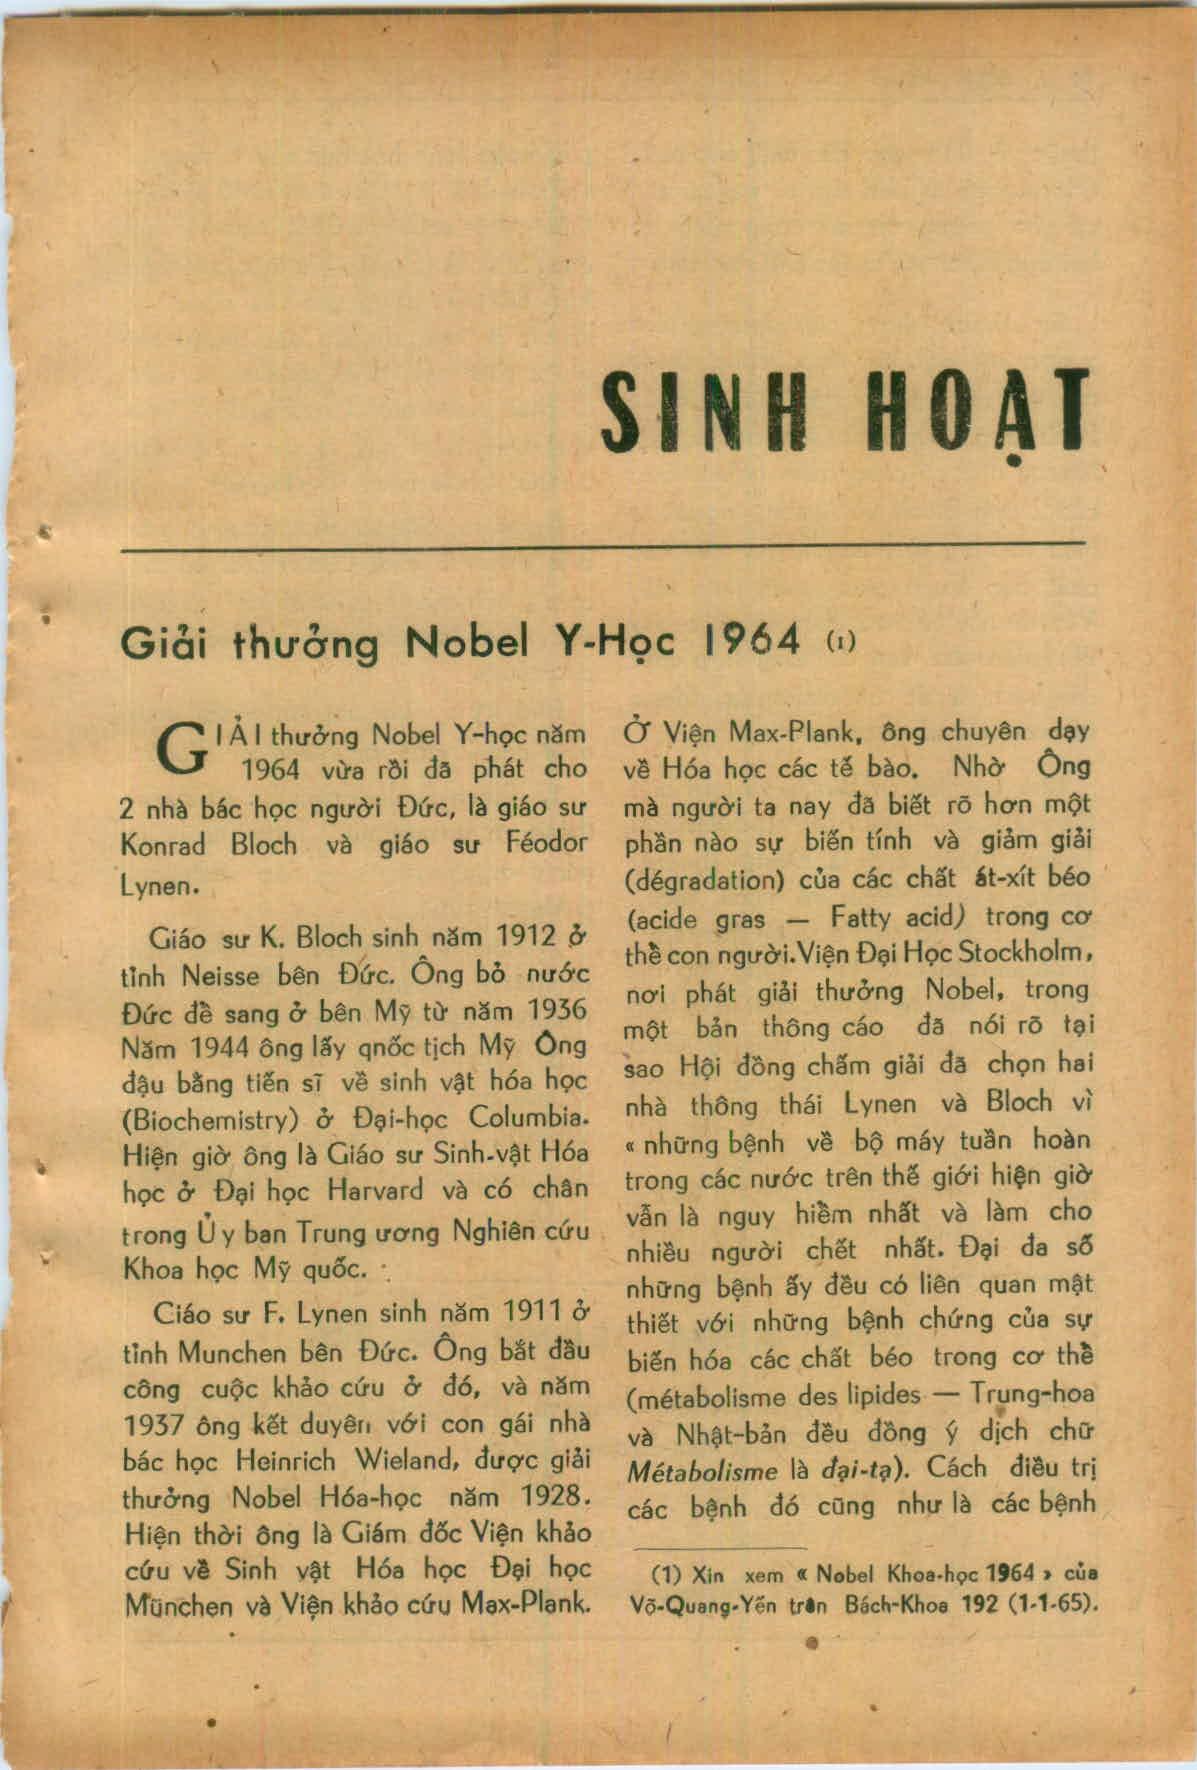 SINH HOẠT
Giải thưởng Nobel Y-Học 1964 (1)
GIẢI thưởng Nobel Y-học năm
1964 vừa rồi đã phát cho
2 nhà bác học người Đức, là giáo sư
Konrad Bloch và giáo sư Féodor
Lynen.
Giáo sư K. Bloch sinh năm 1912 ở
tỉnh Neisse bên Đức. Ông bỏ nước
Đức để sang ở bên Mỹ từ năm 1936
Năm 1944 ông lấy qnốc tịch Mỹ Ông
đậu bằng tiến sĩ về sinh vật hóa học
(Biochemistry) ở Đại-học Columbia.
Hiện giờ ông là Giáo sư Sinh-vật Hóa
học ở Đại học Harvard và có chân
trong Ủy ban Trung ương Nghiên cứu
Khoa học Mỹ quốc.
Ciáo sư F. Lynen sinh năm 1911 ở
tỉnh Munchen bên Đức. Ông bắt đầu
công cuộc khảo cứu ở đó, và năm
1937 ông kết duyên với con gái nhà
bác học Heinrich Wieland, được giải
thưởng Nobel Hóa-học năm 1928.
Hiện thời ông là Giám đốc Viện khảo
cứu về Sinh vật Hóa học Đại học
München và Viện khảo cứu Max-Plank.
Ở Viện Max-Plank, ông chuyên dạy
về Hóa học các tế bào. Nhờ Ông
mà người ta nay đã biết rõ hơn một
phần nào sự biến tính và giảm giải
(dégradation) của các chất át-xít béo
(acide gras — Fatty acid) trong cơ
thể con người. Viện Đại Học Stockholm,
nơi phát giải thưởng Nobel, trong
một bản thông cáo đã nói rõ tại
sao Hội đồng chấm giải đã chọn hai
nhà thông thái Lynen và Bloch vì
« những bệnh về bộ máy tuần hoàn
trong các nước trên thế giới hiện giờ
vẫn là nguy hiểm nhất và làm cho
nhiều người chết nhất. Đại đa số
những bệnh ấy đều có liên quan mật
thiết với những bệnh chứng của sự
biến hóa các chất béo trong cơ thể
(métabolisme des lipides — Trung-hoa
và Nhật-bản đều đồng ý dịch chữ
Métabolisme là đại-tạ). Cách điều trị
các bệnh đó cũng như là các bệnh
(1) Xin xem « Nobel Khoa-học 1964 » của
Võ-Quang-Yến trên Bách-Khoa 192 (1-1-65).